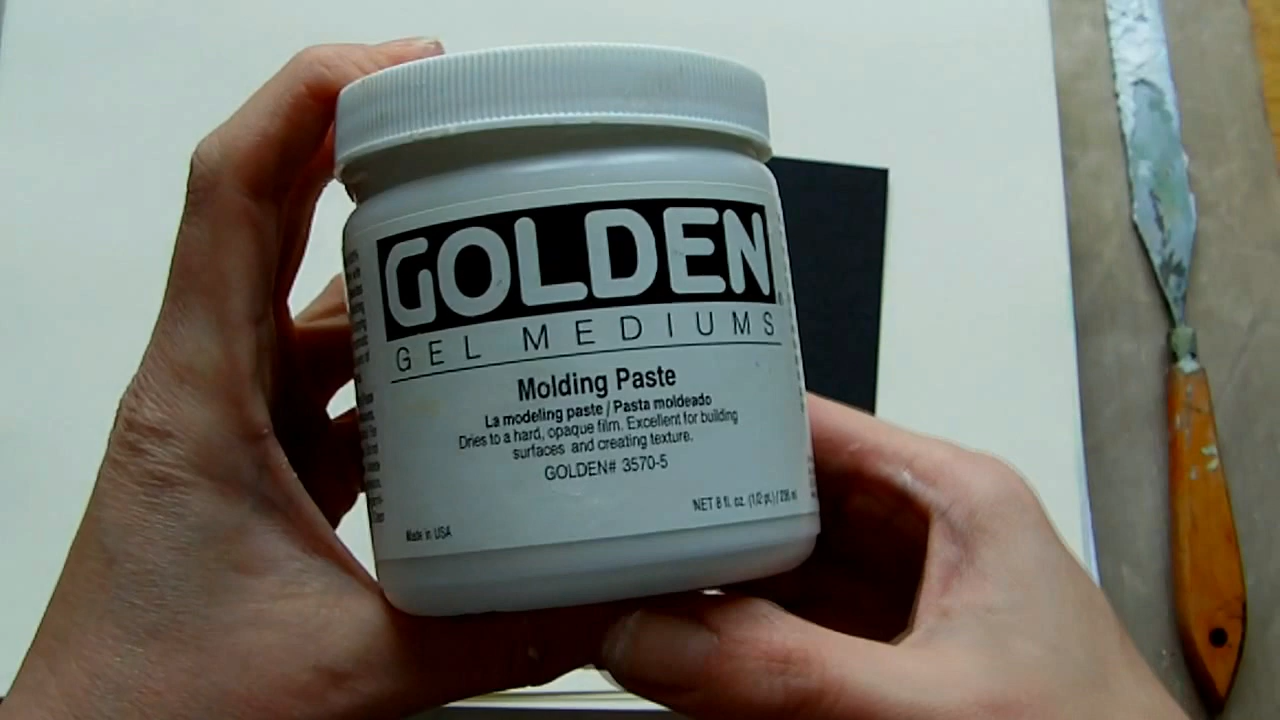 GOLDEN
GEL MEDIUMS
Molding Paste
La modeling paste / Pasta moldeado
Dries to a hard, opaque film. Excellent for building
surfaces and creating texture.
GOLDEN# 3570-5
NET 8 fl. oz. (1/2 pt.) / 236 ml
Made in USA